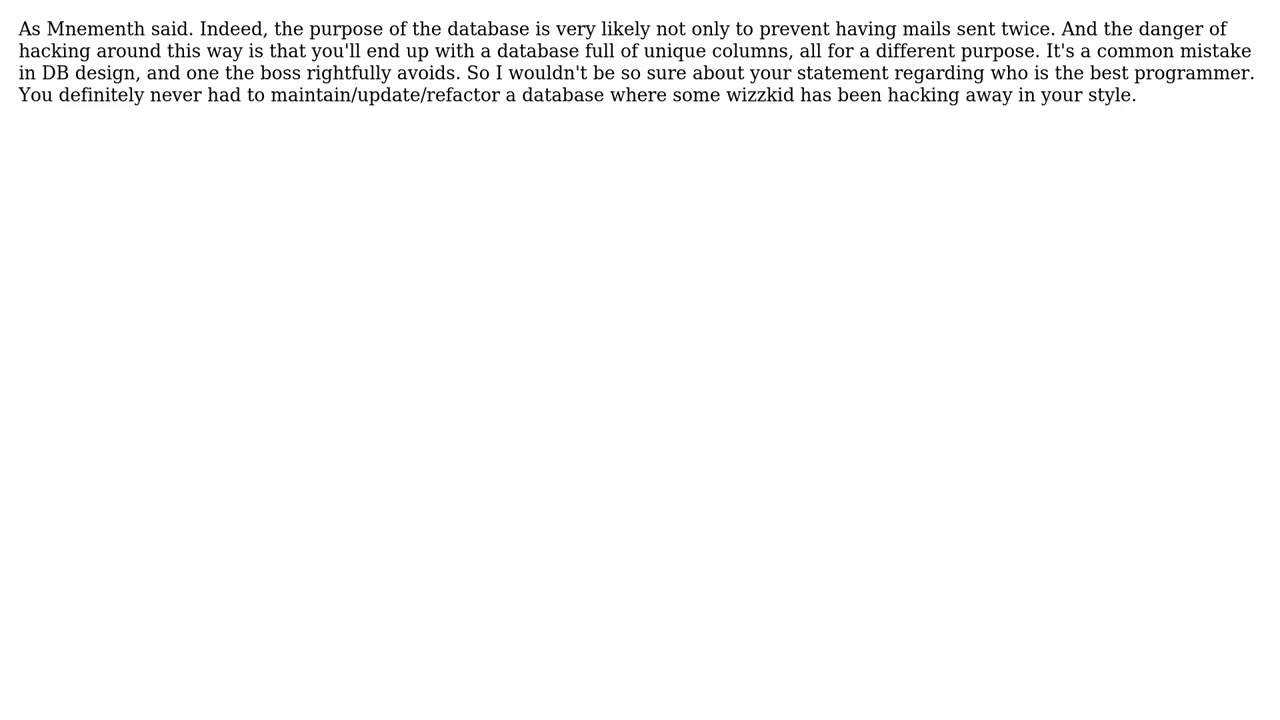 As Mnementh said. Indeed, the purpose of the database is very likely not only to prevent having mails sent twice. And the danger of
hacking around this way is that you'll end up with a database full of unique columns, all for a different purpose. It's a common mistake
in DB design, and one the boss rightfully avoids. So I wouldn't be so sure about your statement regarding who is the best programmer.
You definitely never had to maintain/update/refactor a database where some wizzkid has been hacking away in your style.